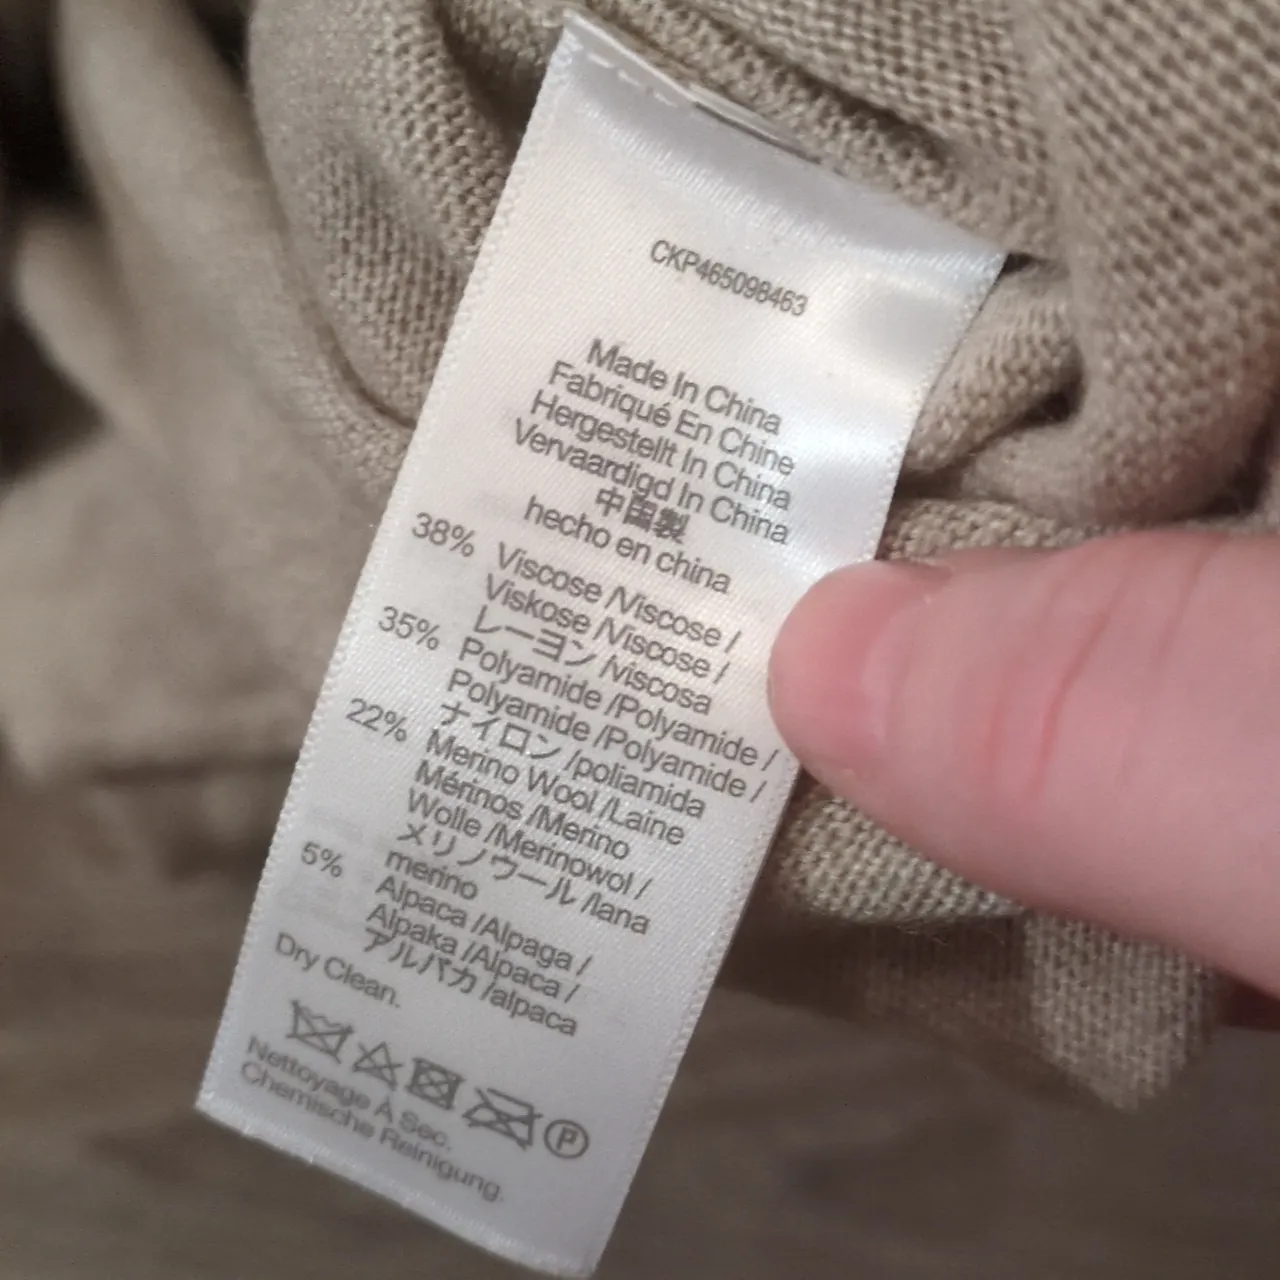 CKP465098463
Made In China
Fabriqué En Chine
Hergestellt In China
Vervaardigd In China
中国製
hecho en china
38% Viscose /Viscose /
Viskose /Viscose /
レーヨン /viscosa
35% Polyamide /Polyamide /
Polyamide /Polyamide /
ナイロン /poliamida
22% Merino Wool /Laine
Mérinos /Merino
Wolle /Merinowol /
メリノウール /lana
merino
5% Alpaca /Alpaga /
Alpaka /Alpaca /
アルパカ /alpaca
Dry Clean.
P
Nettoyage À Sec.
Chemische Reinigung.